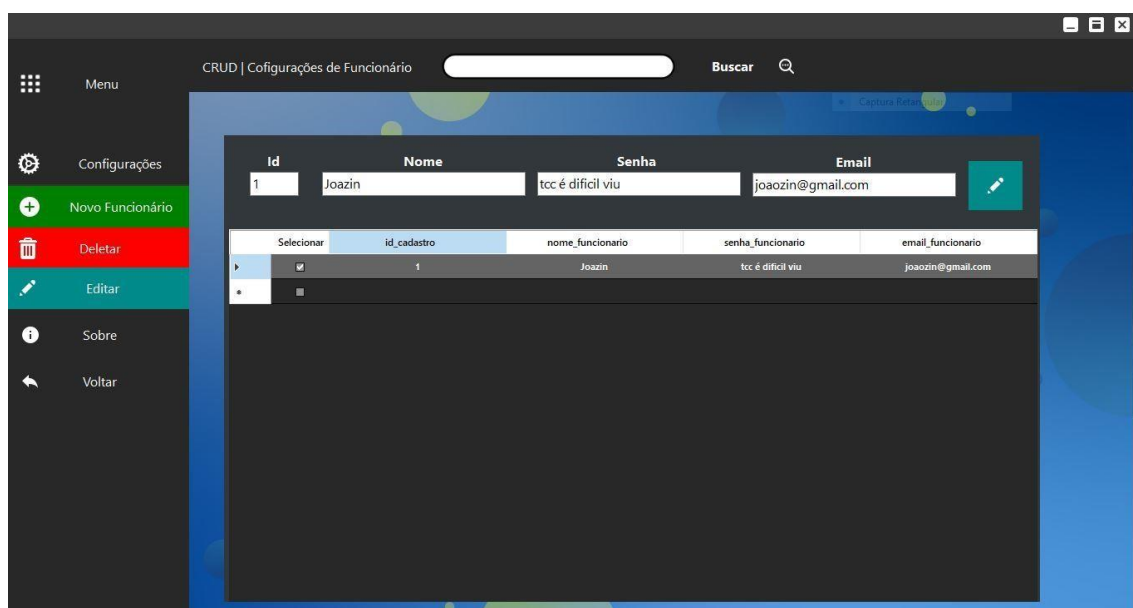 CRUD | Cofigurações de Funcionário
Buscar
Menu
Captura Retangular
Configurações
Novo Funcionário
Deletar
Editar
Sobre
Voltar
Id Nome Senha Email
1 Joazin tcc é dificil viu joaozin@gmail.com
Selecionar id_cadastro nome_funcionario senha_funcionario email_funcionario
1 Joazin tcc é dificil viu joaozin@gmail.com